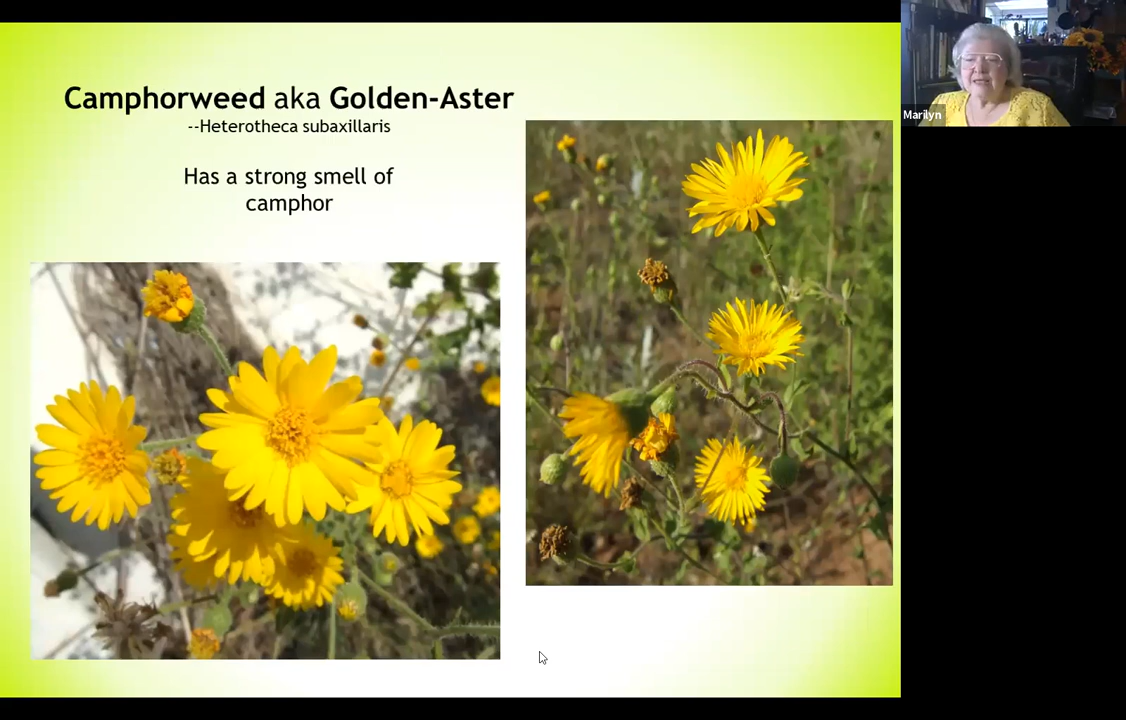 Camphorweed aka Golden-Aster
--Heterotheca subaxillaris
Has a strong smell of
camphor
Marilyn